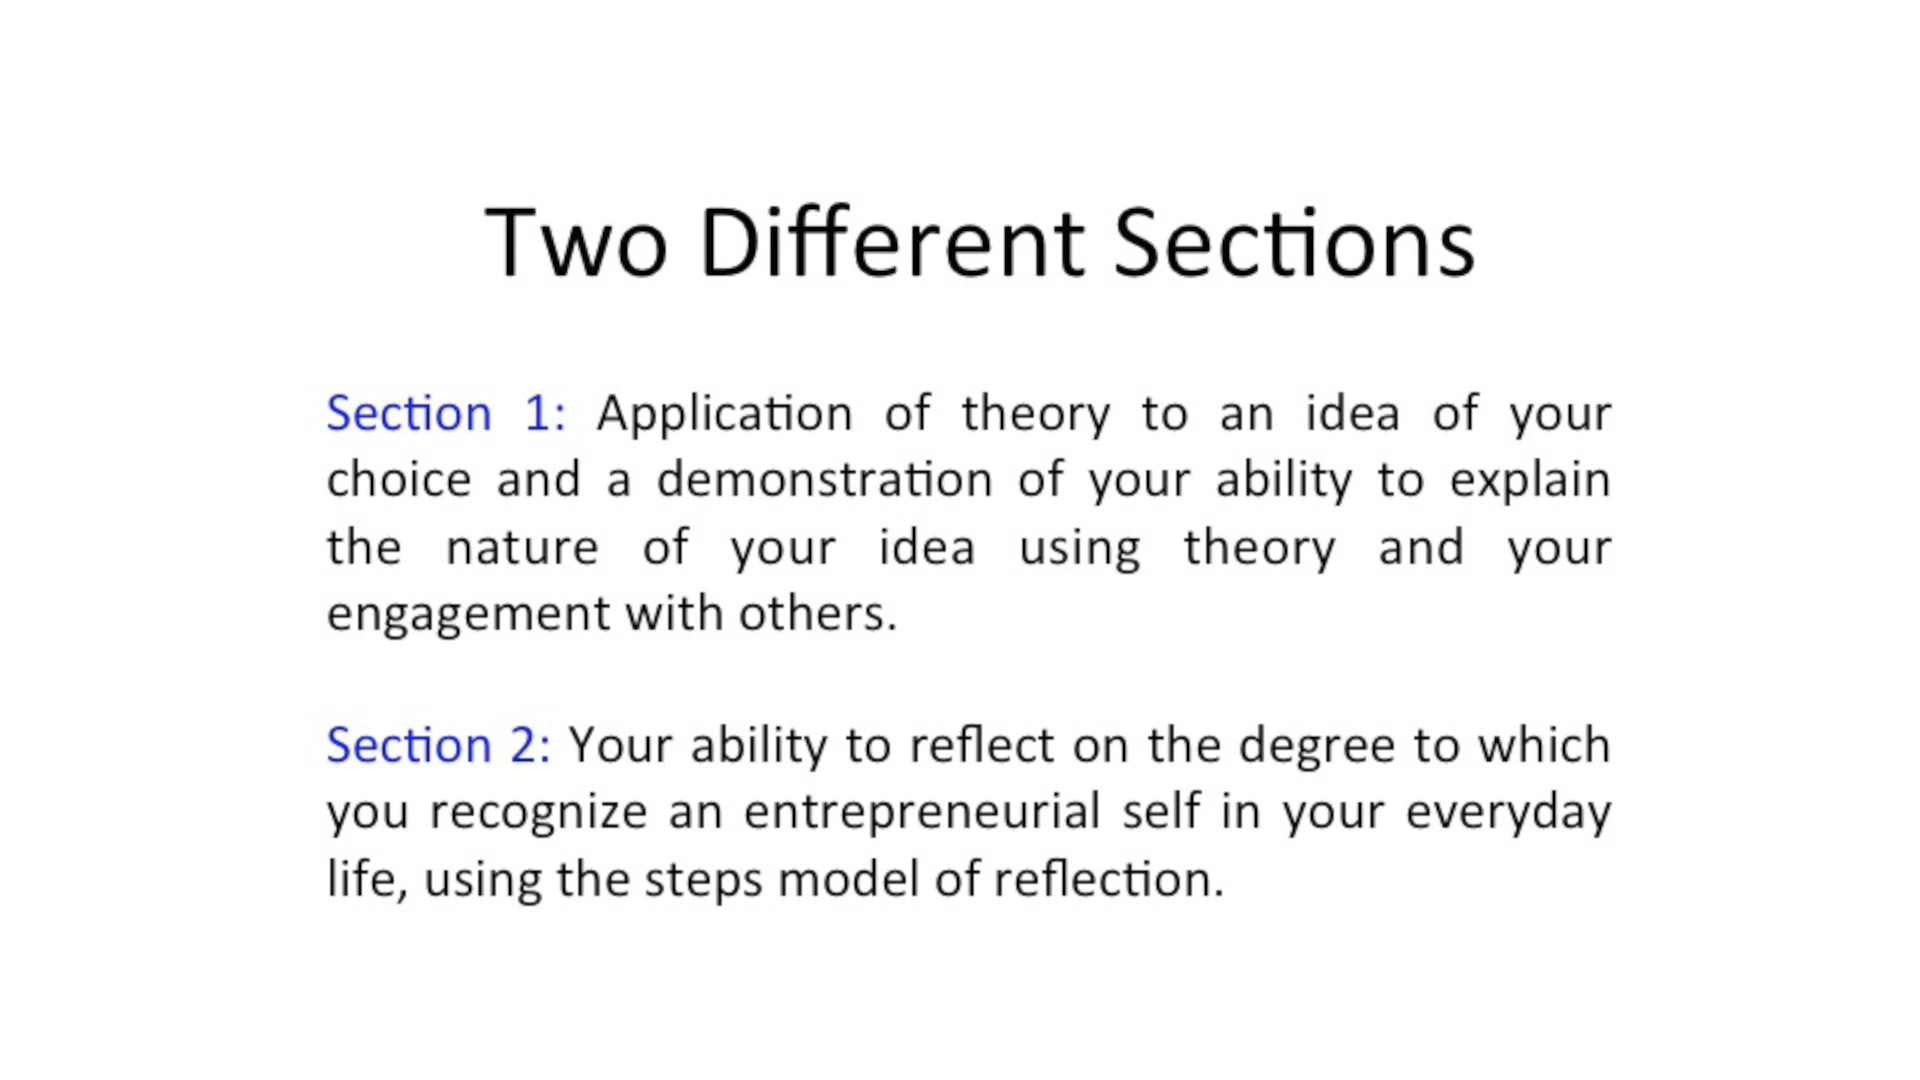 Two Different Sections
Section 1: Application of theory to an idea of your
choice and a demonstration of your ability to explain
the nature of your idea using theory and your
engagement with others.
Section 2: Your ability to reflect on the degree to which
you recognize an entrepreneurial self in your everyday
life, using the steps model of reflection.